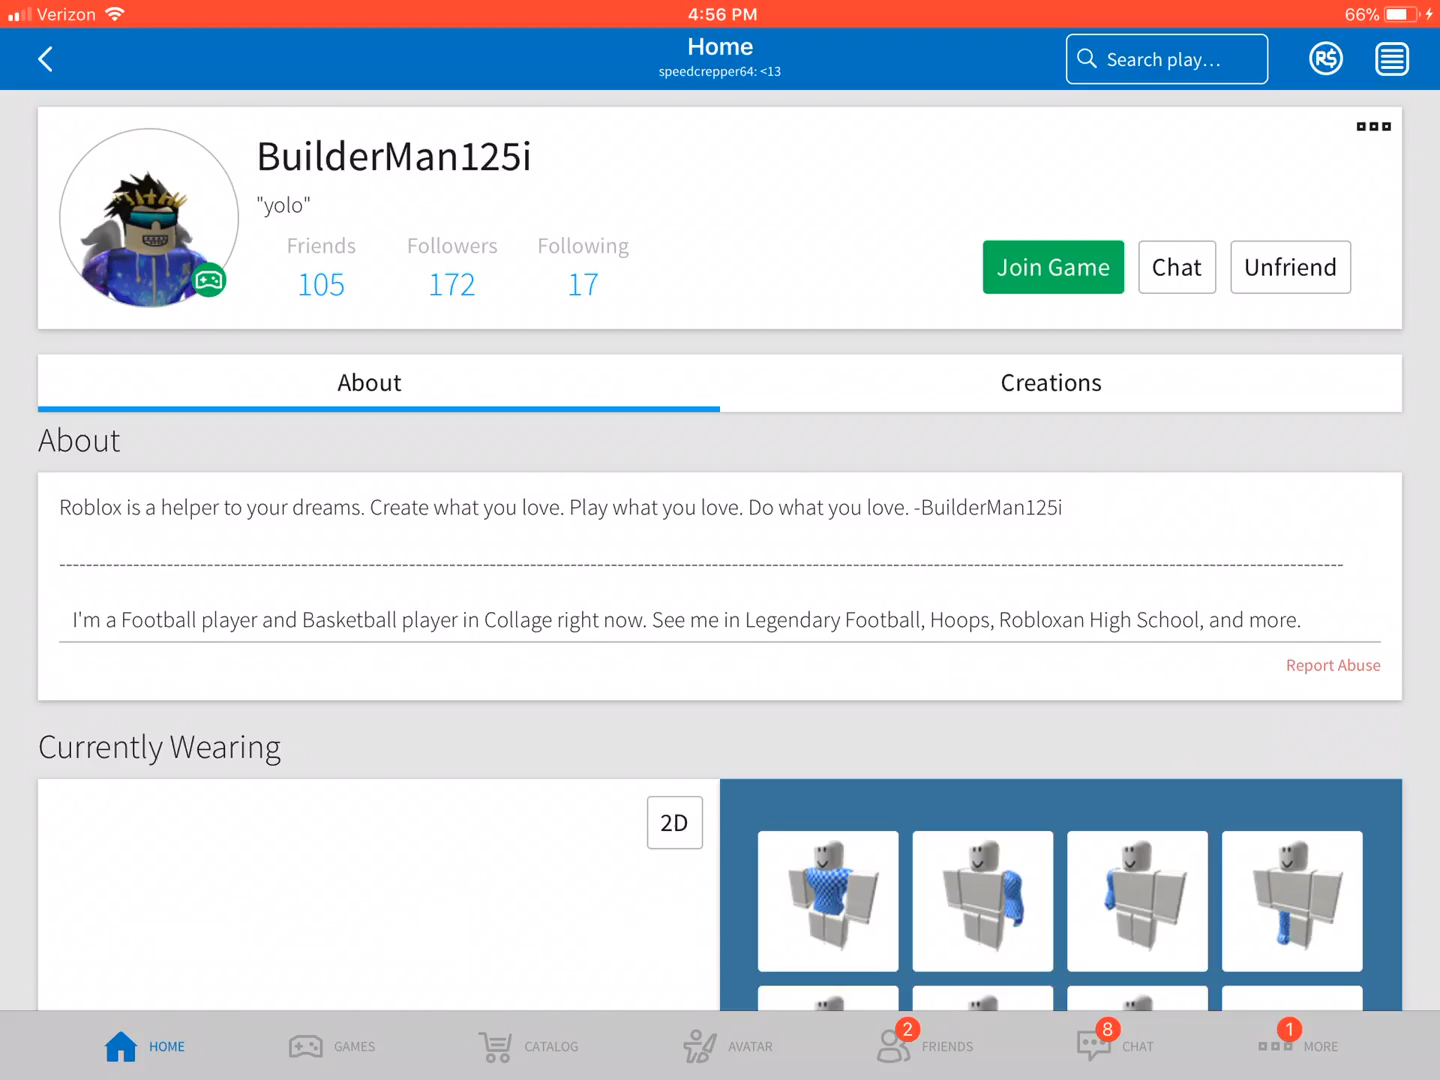 Verizon 4:56 PM 66%
Home
speedcrepper64: <13
Search play...
R$
BuilderMan125i
"yolo"
Friends Followers Following
105 172 17
Join Game Chat Unfriend
About Creations
About
Roblox is a helper to your dreams. Create what you love. Play what you love. Do what you love. -BuilderMan125i
I'm a Football player and Basketball player in Collage right now. See me in Legendary Football, Hoops, Robloxan High School, and more.
Report Abuse
Currently Wearing
2D
2 8 1
HOME GAMES CATALOG AVATAR FRIENDS CHAT MORE